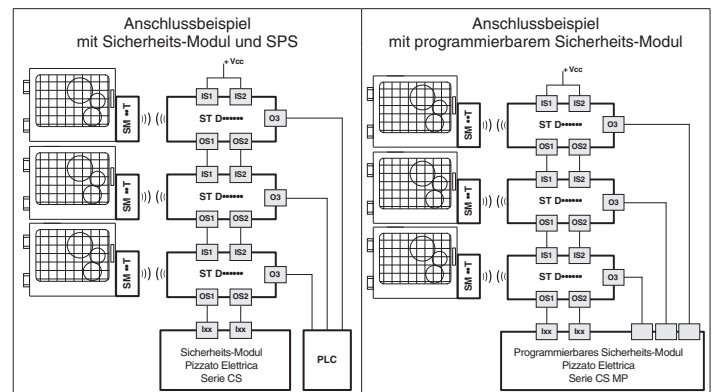 Anschlussbeispiel
mit Sicherheits-Modul und SPS
+ Vcc
IS1 IS2
SM ••T
ST D••••••
O3
OS1 OS2
IS1 IS2
SM ••T
ST D••••••
O3
OS1 OS2
IS1 IS2
SM ••T
ST D••••••
O3
OS1 OS2
Ixx Ixx
Sicherheits-Modul
Pizzato Elettrica
Serie CS
PLC
Anschlussbeispiel
mit programmierbarem Sicherheits-Modul
+ Vcc
IS1 IS2
SM ••T
ST D••••••
O3
OS1 OS2
IS1 IS2
SM ••T
ST D••••••
O3
OS1 OS2
IS1 IS2
SM ••T
ST D••••••
O3
OS1 OS2
Ixx Ixx
Programmierbares Sicherheits-Modul
Pizzato Elettrica
Serie CS MP